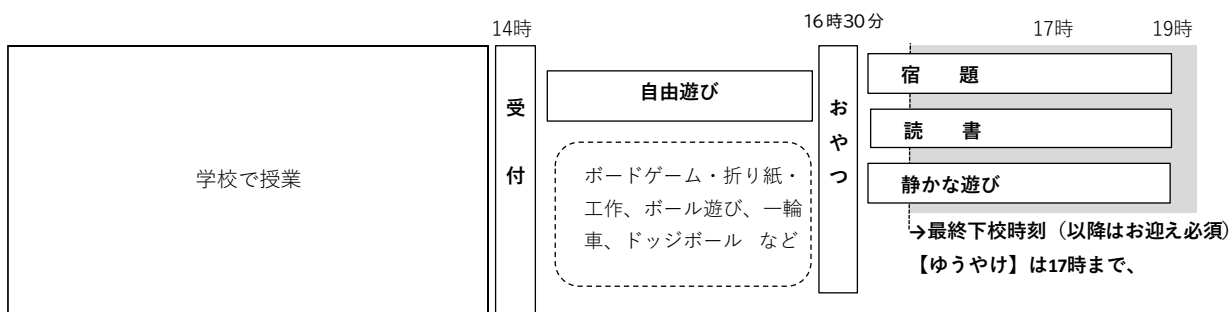 14時
16時30分
17時
19時
学校で授業
受付
自由遊び
ボードゲーム・折り紙・
工作、ボール遊び、一輪
車、ドッジボール　など
おやつ
宿　題
読　書
静かな遊び
→最終下校時刻（以降はお迎え必須）
【ゆうやけ】は17時まで、